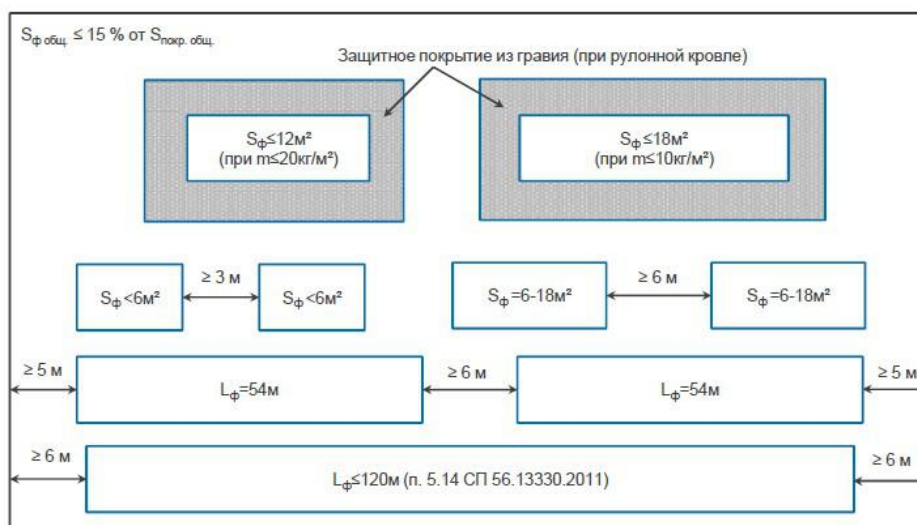 Sф общ. ≤ 15 % от Sпокр. общ.
Защитное покрытие из гравия (при рулонной кровле)
Sф≤12м²
(при m≤20кг/м²)
Sф≤18м²
(при m≤10кг/м²)
Sф<6м²
≥ 3 м
Sф<6м²
Sф=6-18м²
≥ 6 м
Sф=6-18м²
≥ 5 м
Lф=54м
≥ 6 м
Lф=54м
≥ 5 м
≥ 6 м
Lф≤120м (п. 5.14 СП 56.13330.2011)
≥ 6 м